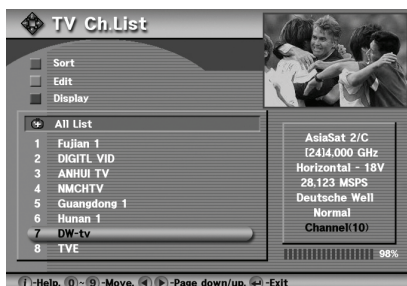 TV Ch.List
Sort
Edit
Display
All List
1 Fujian 1
2 DIGITL VID
3 ANHUI TV
4 NMCHTV
5 Guangdong 1
6 Hunan 1
7 DW-tv
8 TVE
AsiaSat 2/C
[24]4.000 GHz
Horizontal - 18V
28.123 MSPS
Deutsche Well
Normal
Channel(10)
98%
i -Help, 0 ~ 9 -Move, ◀ ▶ -Page down/up, ↵ -Exit